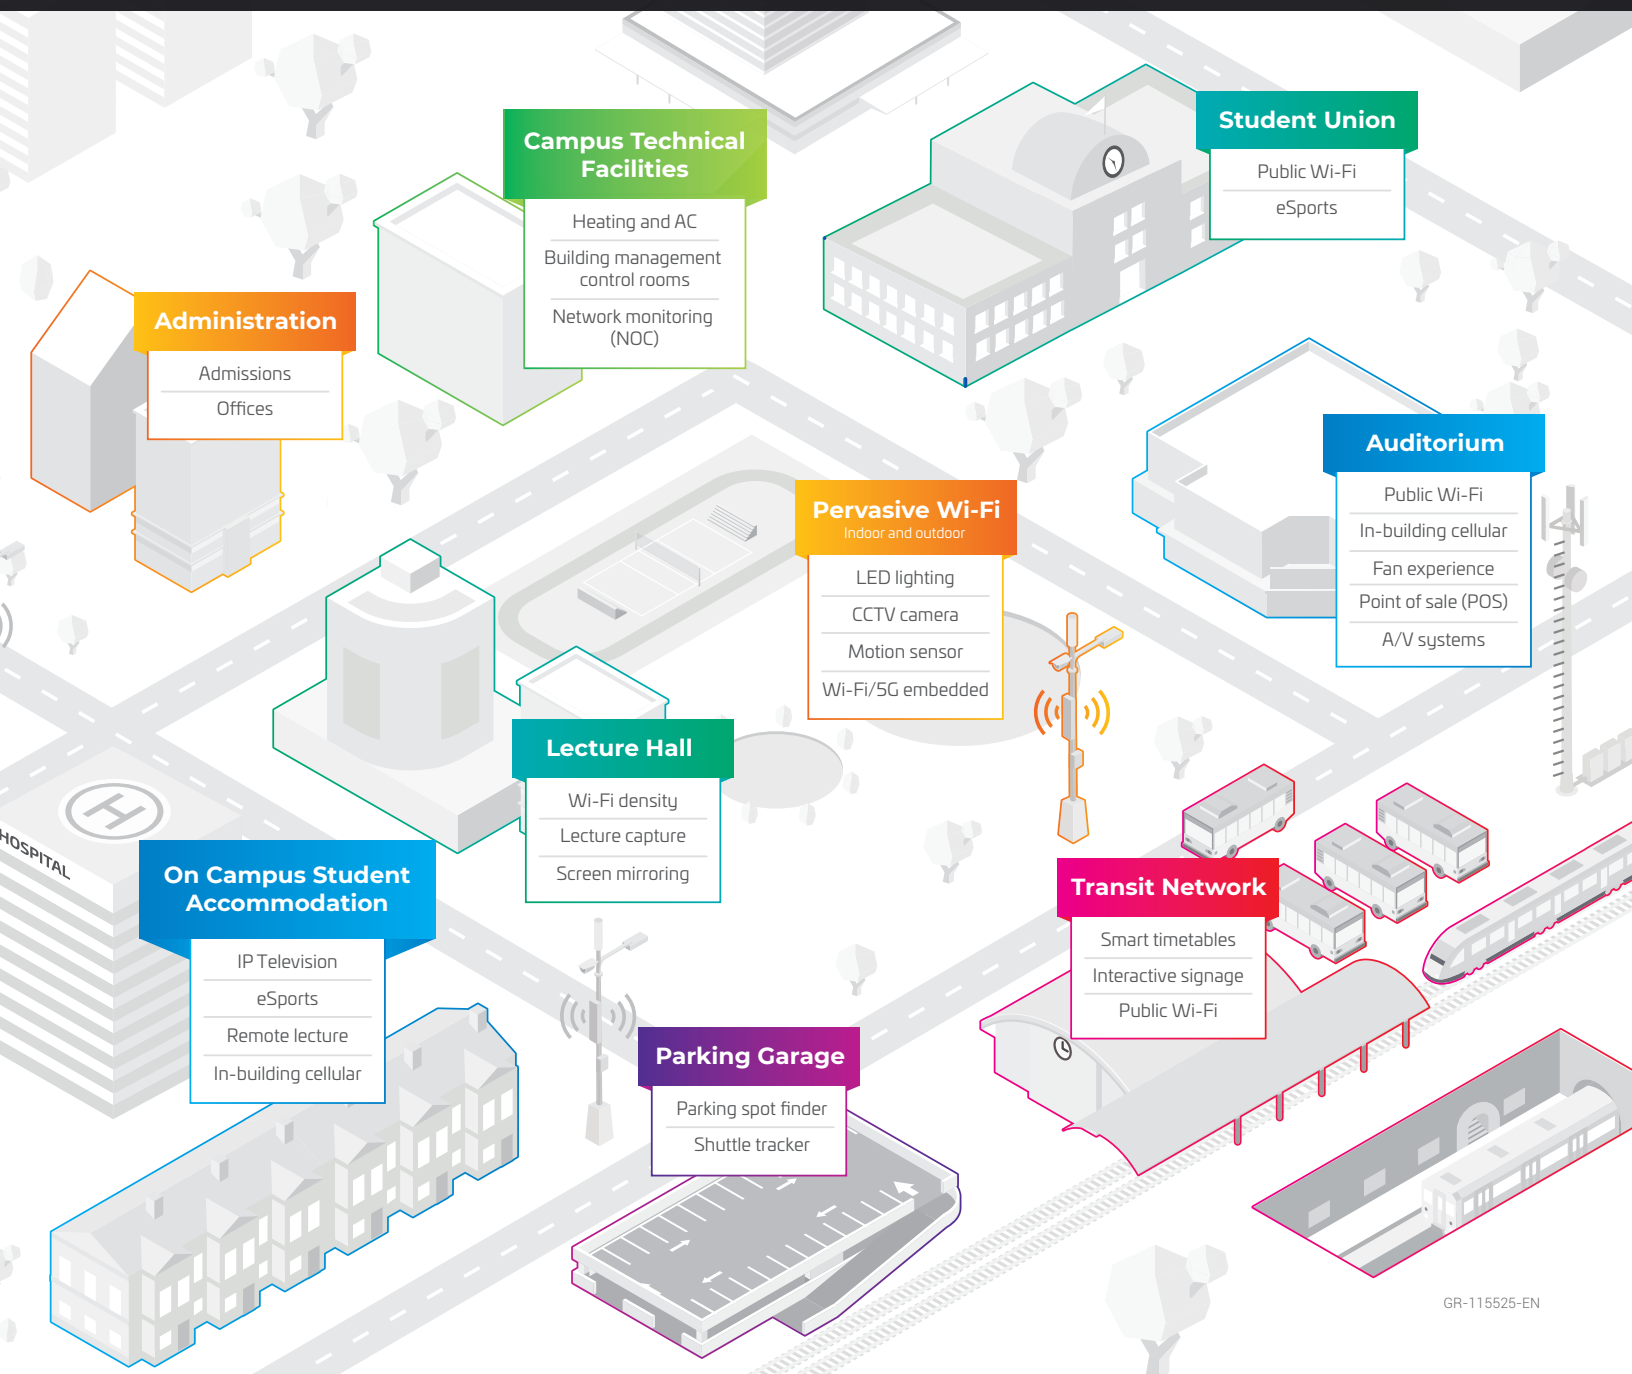 Student Union
Public Wi-Fi
eSports
Campus Technical
Facilities
Heating and AC
Building management
control rooms
Network monitoring
(NOC)
Administration
Admissions
Offices
Auditorium
Public Wi-Fi
In-building cellular
Fan experience
Point of sale (POS)
A/V systems
Pervasive Wi-Fi
Indoor and outdoor
LED lighting
CCTV camera
Motion sensor
Wi-Fi/5G embedded
Lecture Hall
Wi-Fi density
Lecture capture
Screen mirroring
H
HOSPITAL
On Campus Student
Accommodation
IP Television
eSports
Remote lecture
In-building cellular
Transit Network
Smart timetables
Interactive signage
Public Wi-Fi
Parking Garage
Parking spot finder
Shuttle tracker
GR-115525-EN